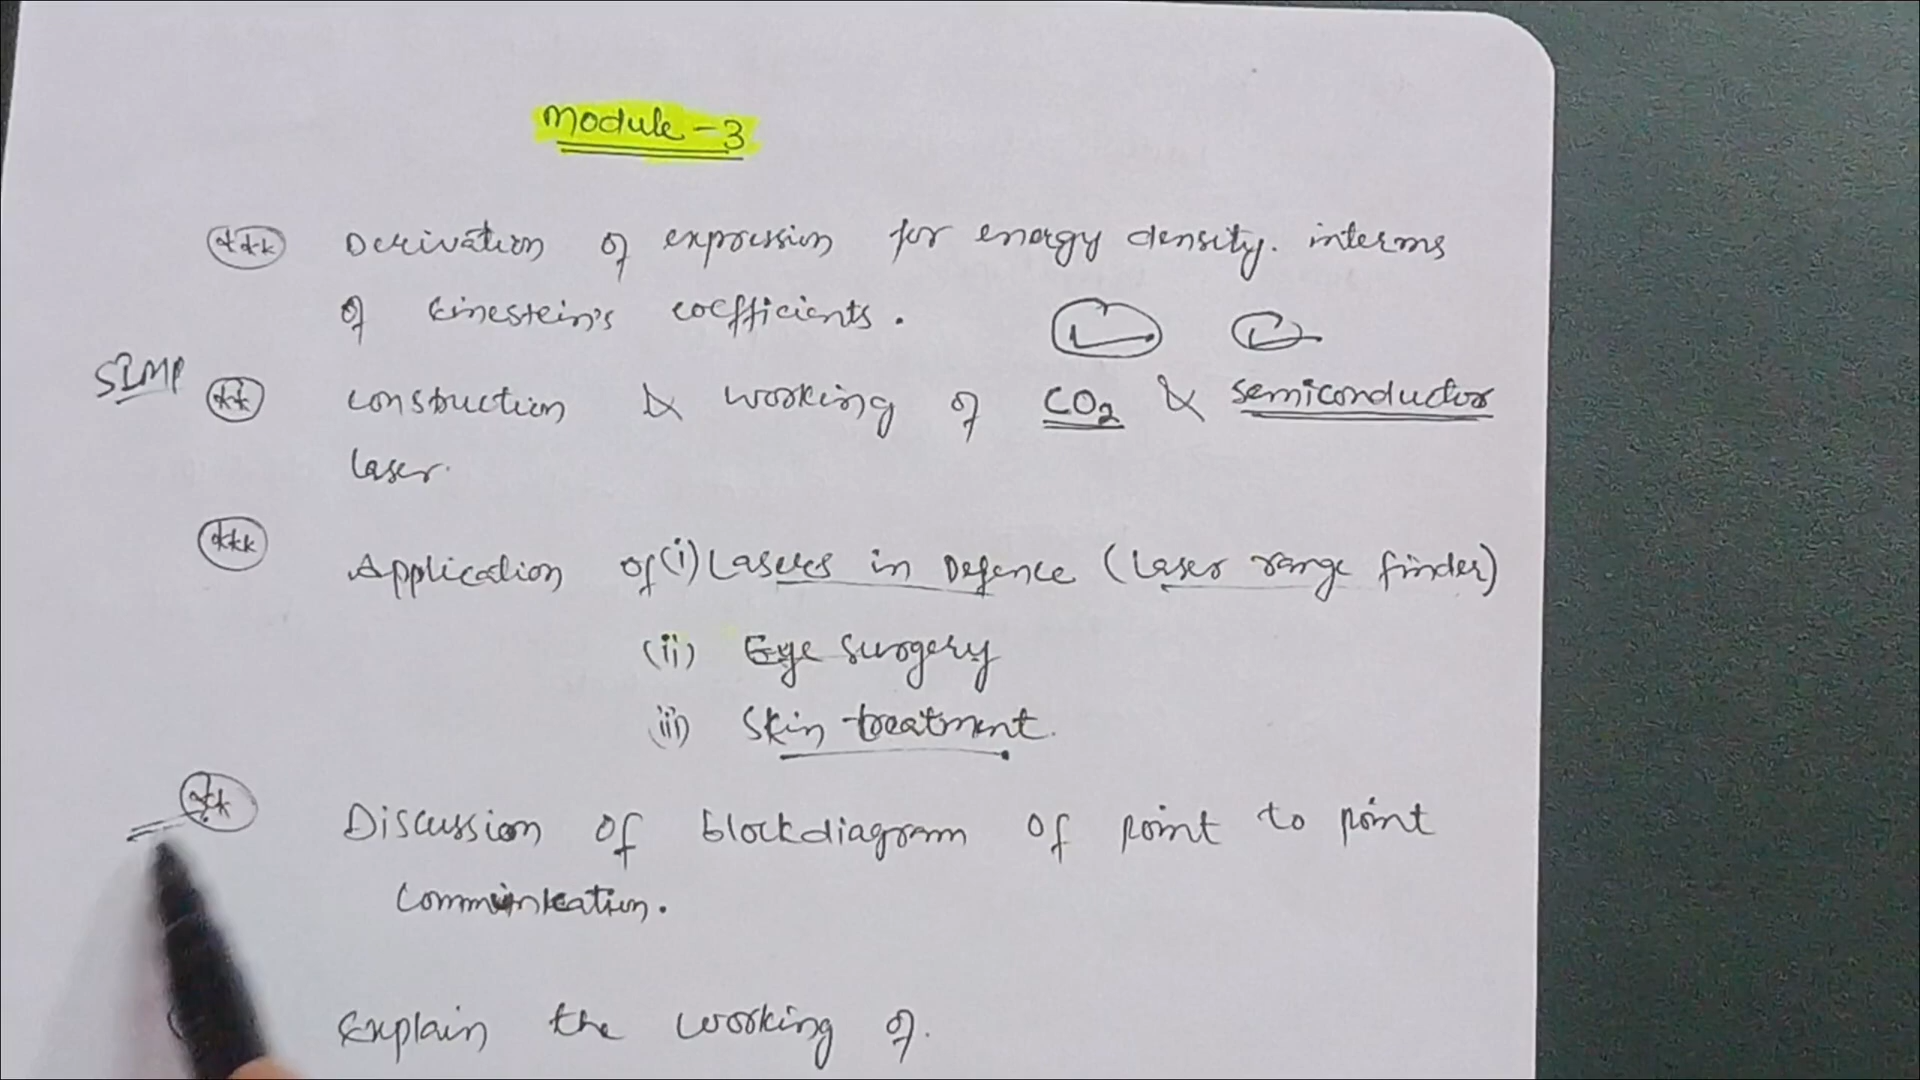 Module - 3
*** Derivation of expression for energy density. interms
of Einestein's coefficients.
SIMP
** construction & working of CO2 & semiconductor
laser.
*** Application of (i) Lasers in Defence (Laser range finder)
(ii) Eye surgery
iii) Skin treatment.
** Discussion of blockdiagram of point to point
communication.
Explain the working of.